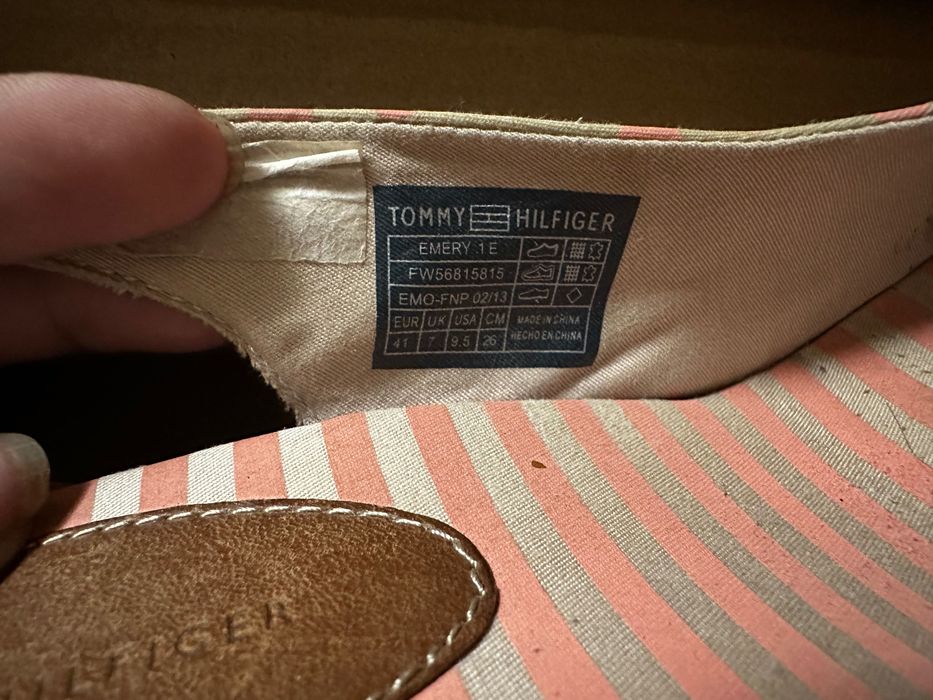 TOMMY HILFIGER
EMERY 1E
FW56815815
EMO-FNP 02/13
EUR UK USA CM MADE IN CHINA
41 7 9.5 26 HECHO EN CHINA
HILFIGER